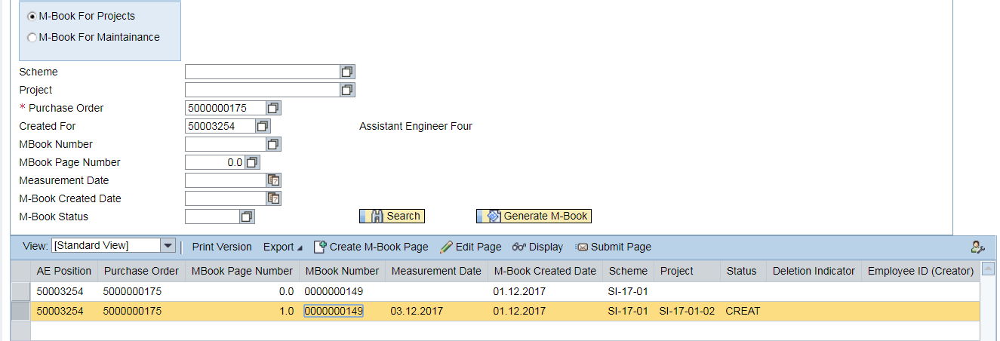 M-Book For Projects
M-Book For Maintainance
Scheme
Project
* Purchase Order 5000000175
Created For 50003254 Assistant Engineer Four
MBook Number
MBook Page Number 0.0
Measurement Date
M-Book Created Date
M-Book Status Search Generate M-Book
View: [Standard View] Print Version Export Create M-Book Page Edit Page Display Submit Page
AE Position Purchase Order MBook Page Number MBook Number Measurement Date M-Book Created Date Scheme Project Status Deletion Indicator Employee ID (Creator)
50003254 5000000175 0.0 0000000149 01.12.2017 SI-17-01
50003254 5000000175 1.0 0000000149 03.12.2017 01.12.2017 SI-17-01 SI-17-01-02 CREAT